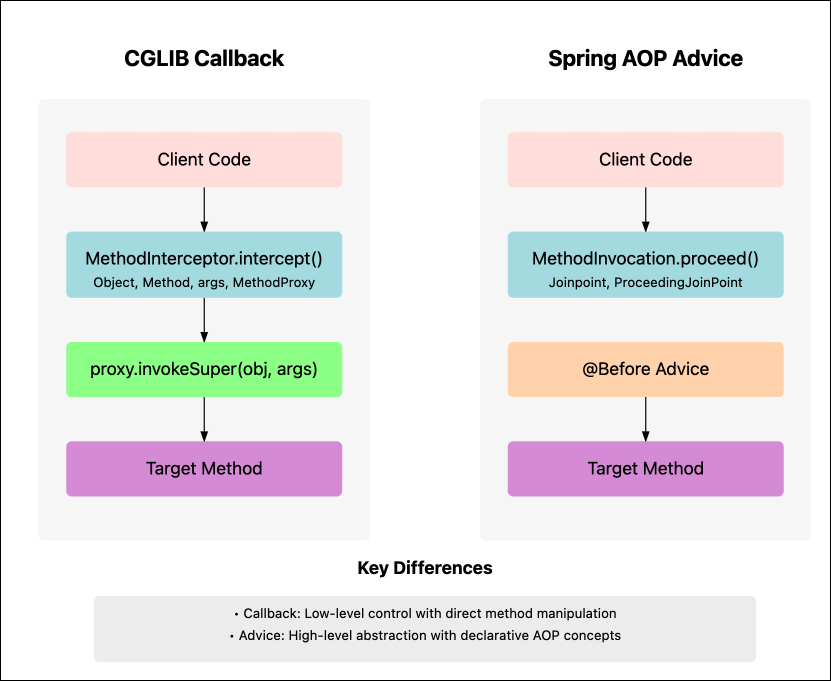 CGLIB Callback
Client Code
MethodInterceptor.intercept()
Object, Method, args, MethodProxy
proxy.invokeSuper(obj, args)
Target Method
Spring AOP Advice
Client Code
MethodInvocation.proceed()
Joinpoint, ProceedingJoinPoint
@Before Advice
Target Method
Key Differences
• Callback: Low-level control with direct method manipulation
• Advice: High-level abstraction with declarative AOP concepts